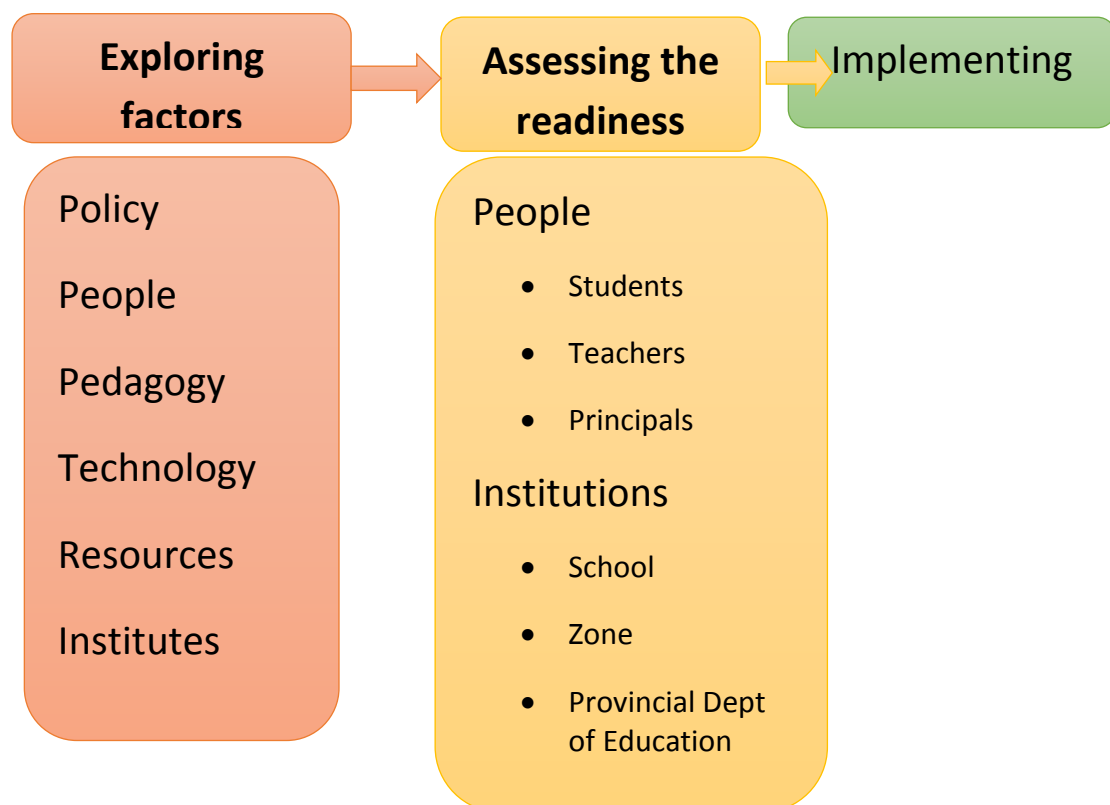 Exploring
factors
Assessing the
readiness
Implementing
Policy
People
Pedagogy
Technology
Resources
Institutes
People
• Students
• Teachers
• Principals
Institutions
• School
• Zone
• Provincial Dept
of Education